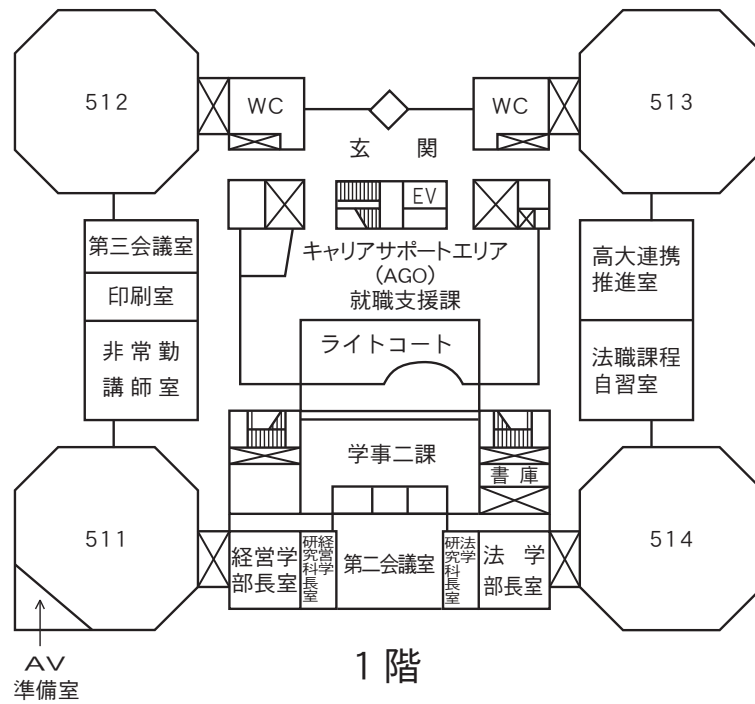 512
WC
WC
513
玄 関
EV
第三会議室
印刷室
非常勤
講師室
キャリアサポートエリア
(AGO)
就職支援課
高大連携
推進室
ライトコート
法職課程
自習室
学事二課
書庫
511
経営学
部長室
経営学
研究科長室
第二会議室
法学
研究科長室
法学
部長室
514
AV
準備室
1階